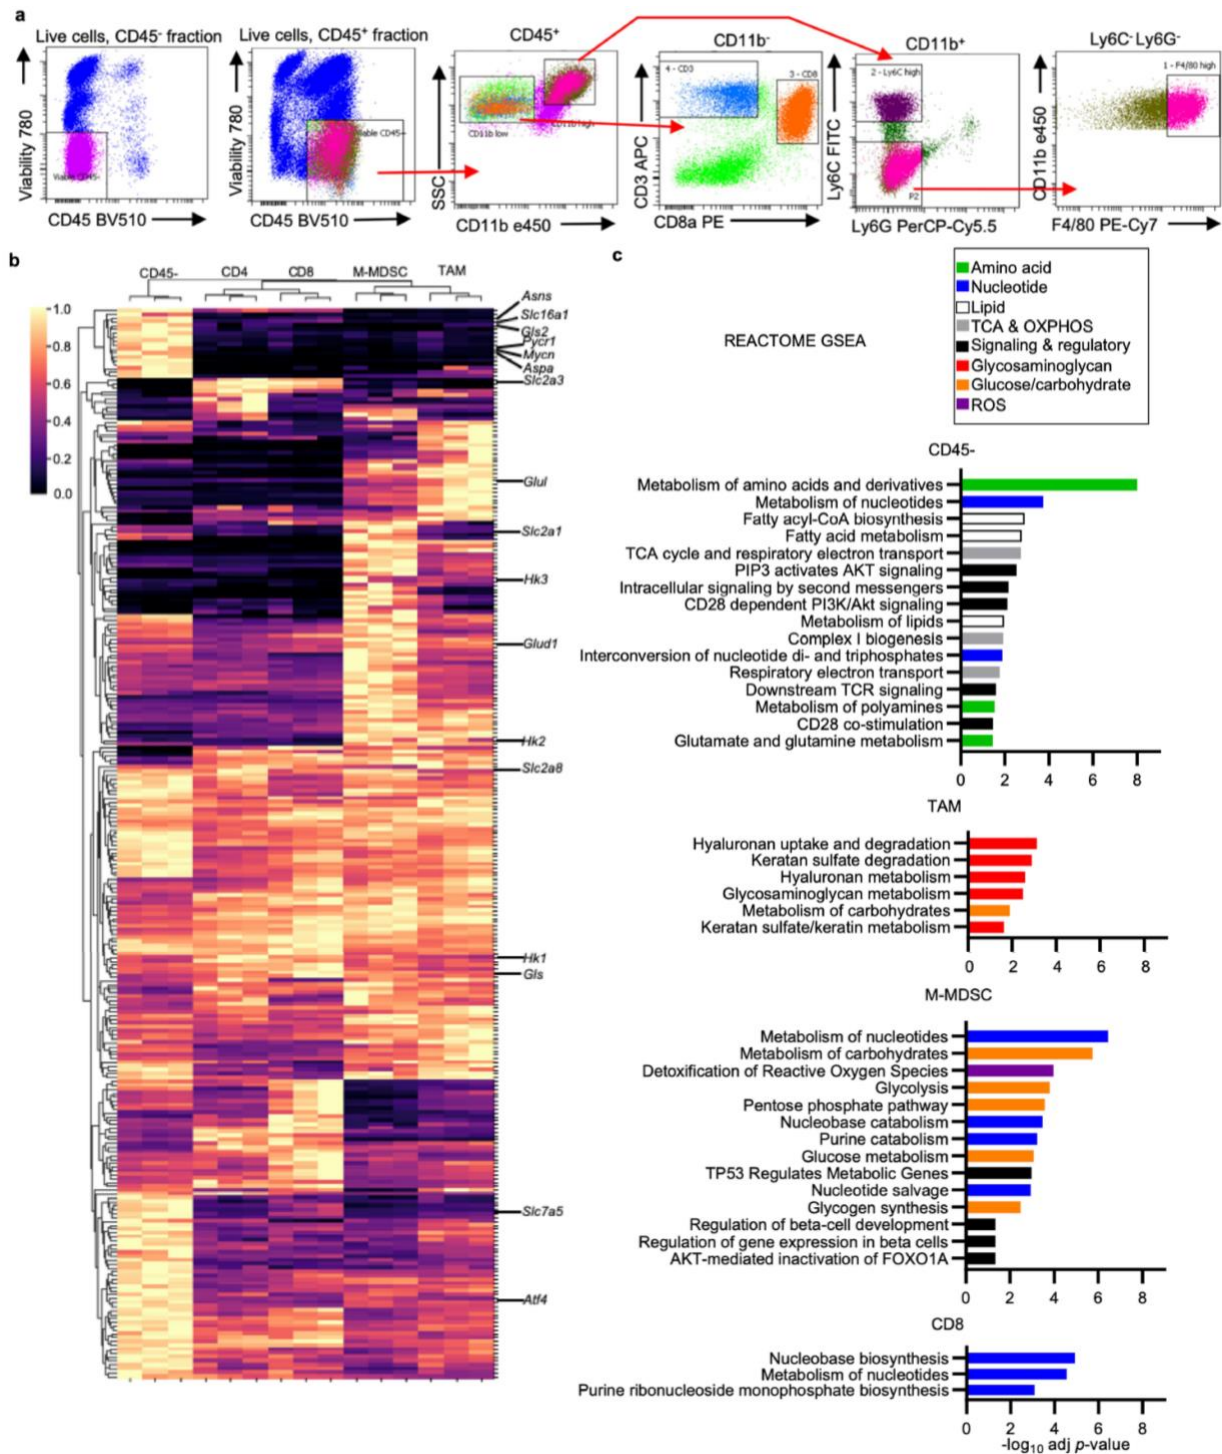 a
Live cells, CD45- fraction
Live cells, CD45+ fraction
CD45+
CD11b-
CD11b+
Ly6C- Ly6G-
Viability 780
Viable CD45-
CD45 BV510
Viability 780
CD45 BV510
SSC
CD11b low
CD11b high
CD11b e450
CD3 APC
4 - CD3
3 - CD8
CD8a PE
Ly6C FITC
2 - Ly6C high
P2
Ly6G PerCP-Cy5.5
CD11b e450
1 - F4/80 high
F4/80 PE-Cy7
b
CD45-
CD4
CD8
M-MDSC
TAM
1.0
0.8
0.6
0.4
0.2
0.0
Asns
Slc16a1
Gls2
Pycr1
Mycn
Aspa
Slc2a3
Glul
Slc2a1
Hk3
Glud1
Hk2
Slc2a8
Hk1
Gls
Slc7a5
Atf4
c
REACTOME GSEA
Amino acid
Nucleotide
Lipid
TCA & OXPHOS
Signaling & regulatory
Glycosaminoglycan
Glucose/carbohydrate
ROS
CD45-
Metabolism of amino acids and derivatives
Metabolism of nucleotides
Fatty acyl-CoA biosynthesis
Fatty acid metabolism
TCA cycle and respiratory electron transport
PIP3 activates AKT signaling
Intracellular signaling by second messengers
CD28 dependent PI3K/Akt signaling
Metabolism of lipids
Complex I biogenesis
Interconversion of nucleotide di- and triphosphates
Respiratory electron transport
Downstream TCR signaling
Metabolism of polyamines
CD28 co-stimulation
Glutamate and glutamine metabolism
0 2 4 6 8
TAM
Hyaluronan uptake and degradation
Keratan sulfate degradation
Hyaluronan metabolism
Glycosaminoglycan metabolism
Metabolism of carbohydrates
Keratan sulfate/keratin metabolism
0 2 4 6 8
M-MDSC
Metabolism of nucleotides
Metabolism of carbohydrates
Detoxification of Reactive Oxygen Species
Glycolysis
Pentose phosphate pathway
Nucleobase catabolism
Purine catabolism
Glucose metabolism
TP53 Regulates Metabolic Genes
Nucleotide salvage
Glycogen synthesis
Regulation of beta-cell development
Regulation of gene expression in beta cells
AKT-mediated inactivation of FOXO1A
0 2 4 6 8
CD8
Nucleobase biosynthesis
Metabolism of nucleotides
Purine ribonucleoside monophosphate biosynthesis
0 2 4 6 8
-log10 adj p-value